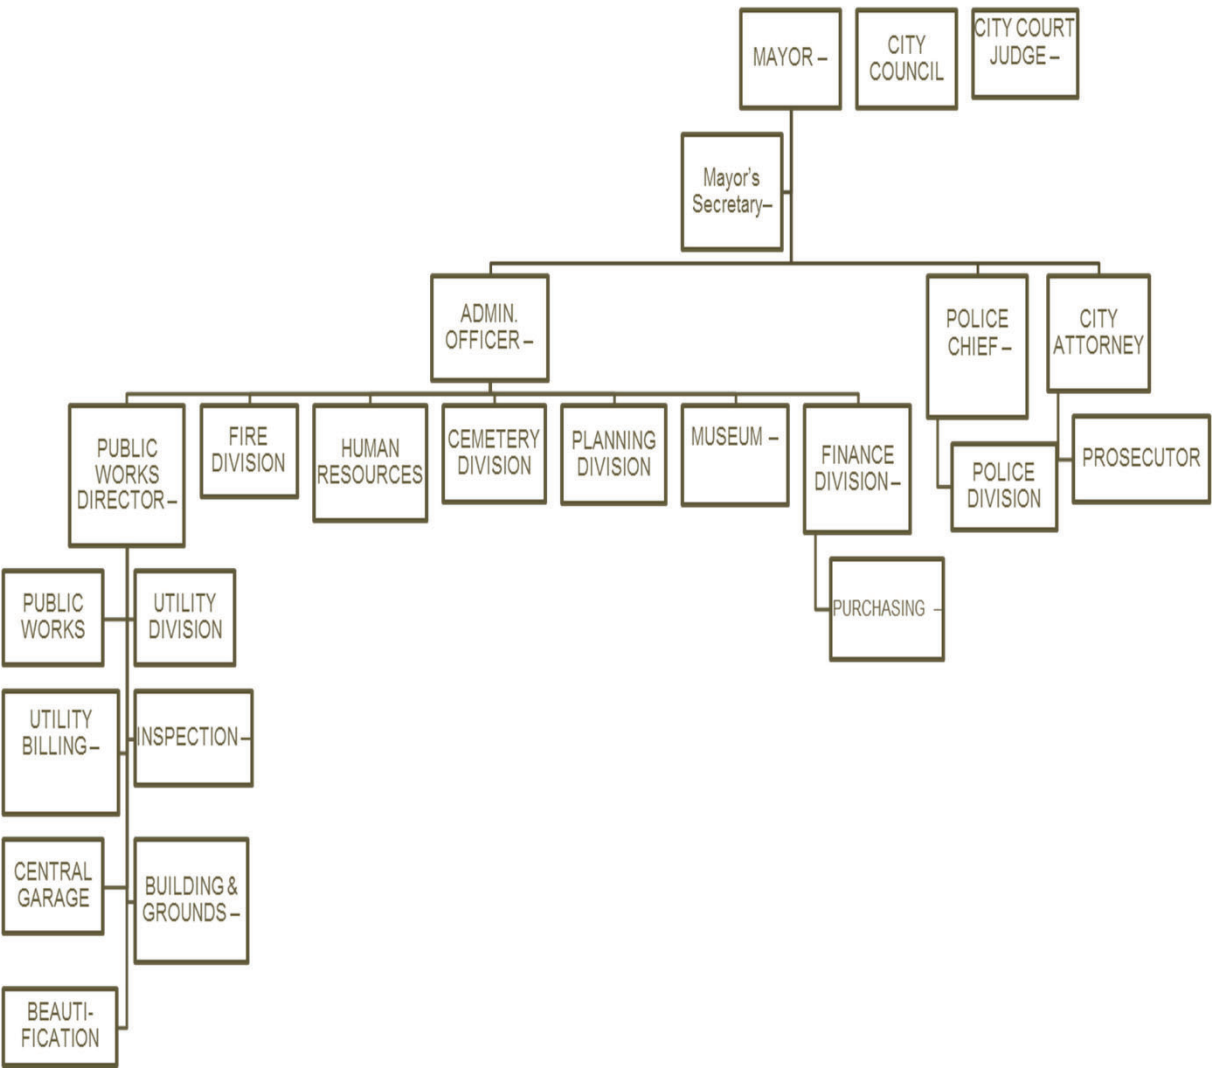 MAYOR –
CITY
COUNCIL
CITY COURT
JUDGE –
Mayor's
Secretary–
ADMIN.
OFFICER –
POLICE
CHIEF –
CITY
ATTORNEY
PUBLIC
WORKS
DIRECTOR –
FIRE
DIVISION
HUMAN
RESOURCES
CEMETERY
DIVISION
PLANNING
DIVISION
MUSEUM –
FINANCE
DIVISION –
POLICE
DIVISION
PROSECUTOR
PURCHASING –
PUBLIC
WORKS
UTILITY
DIVISION
UTILITY
BILLING –
INSPECTION –
CENTRAL
GARAGE
BUILDING &
GROUNDS –
BEAUTI-
FICATION